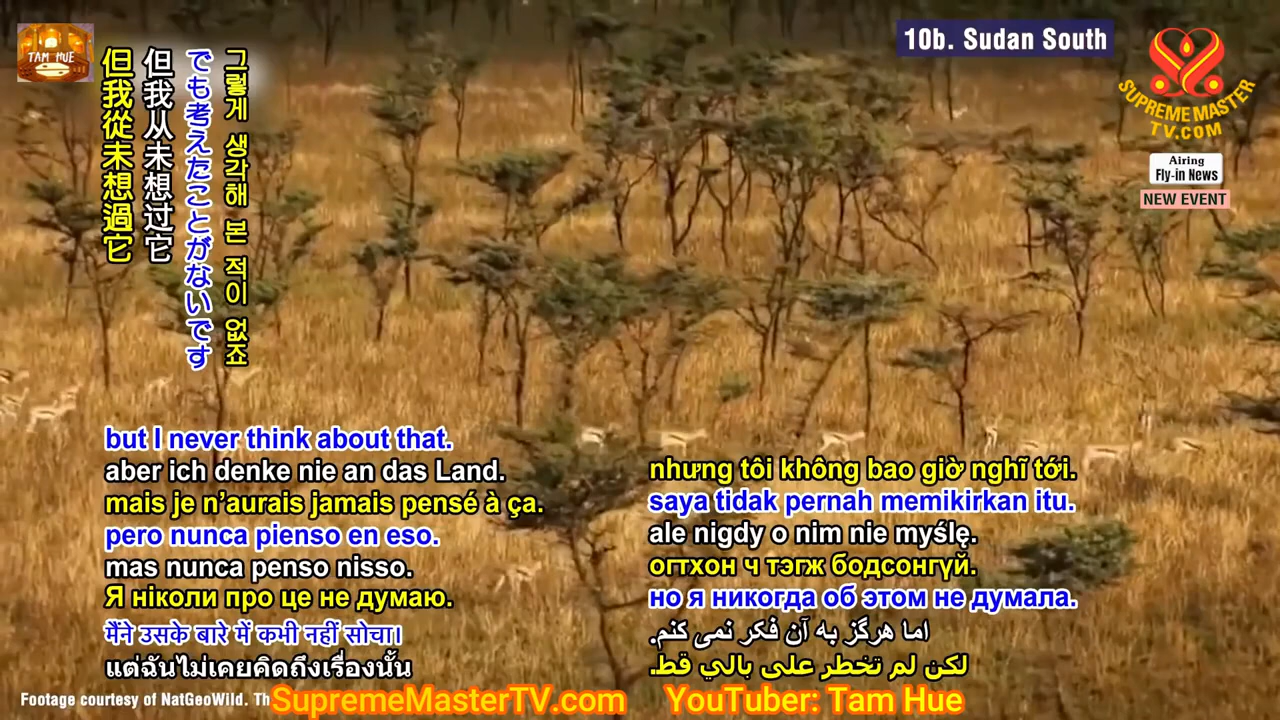 TAM HUE
10b. Sudan South
SUPREME MASTER
TV.COM
Airing
Fly-in News
NEW EVENT
但我從未想過它
但我从未想过它
でも考えたことがないです
그렇게 생각해 본 적이 없죠
but I never think about that.
aber ich denke nie an das Land.
mais je n’aurais jamais pensé à ça.
pero nunca pienso en eso.
mas nunca penso nisso.
Я ніколи про це не думаю.
मैंने उसके बारे में कभी नहीं सोचा।
แต่ฉันไม่เคยคิดถึงเรื่องนั้น
nhưng tôi không bao giờ nghĩ tới.
saya tidak pernah memikirkan itu.
ale nigdy o nim nie myślę.
огтхон ч тэгж бодсонгүй.
но я никогда об этом не думала.
اما هرگز به آن فکر نمی کنم.
لكن لم تخطر على بالي قط.
Footage courtesy of NatGeoWild. Th
SupremeMasterTV.com YouTuber: Tam Hue